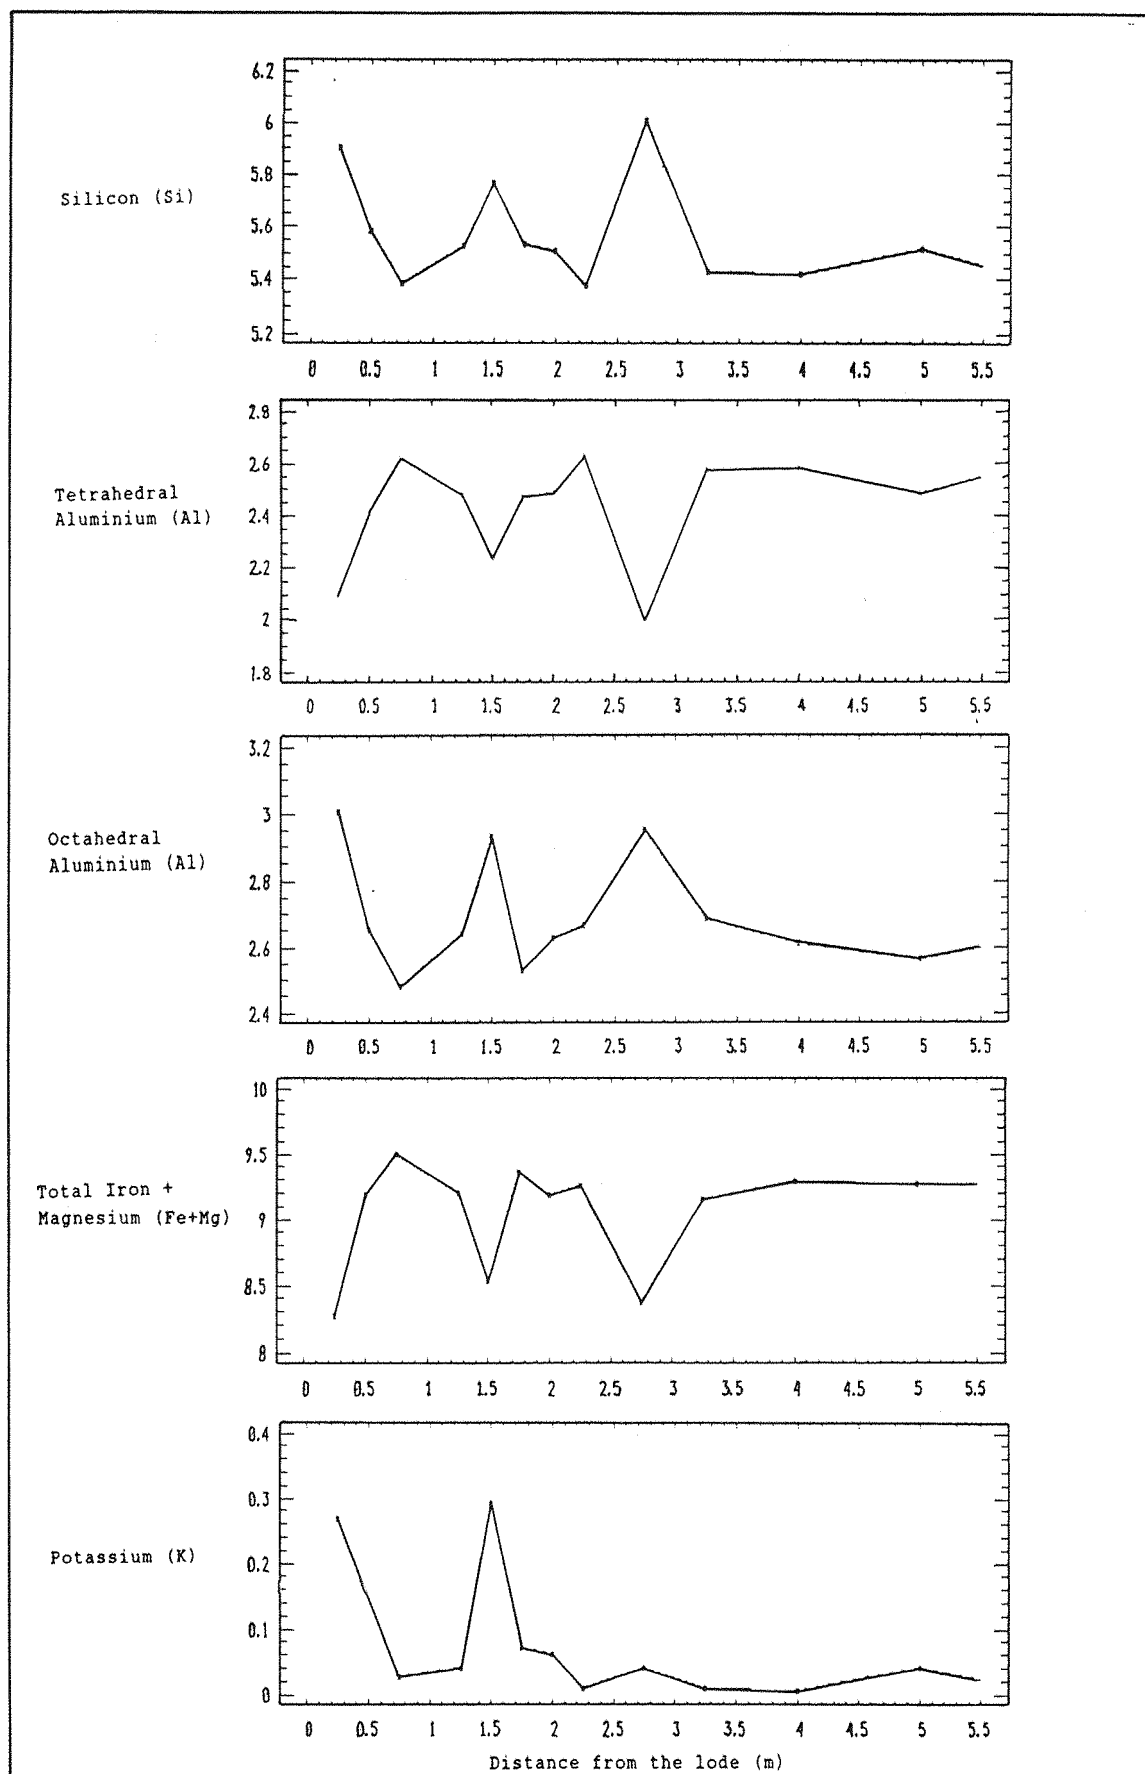 6.2
6
5.8
Silicon (Si)
5.6
5.4
5.2
0 0.5 1 1.5 2 2.5 3 3.5 4 4.5 5 5.5
2.8
2.6
Tetrahedral
Aluminium (Al)
2.4
2.2
2
1.8
0 0.5 1 1.5 2 2.5 3 3.5 4 4.5 5 5.5
3.2
3
Octahedral
Aluminium (Al)
2.8
2.6
2.4
0 0.5 1 1.5 2 2.5 3 3.5 4 4.5 5 5.5
10
9.5
Total Iron +
Magnesium (Fe+Mg)
9
8.5
8
0 0.5 1 1.5 2 2.5 3 3.5 4 4.5 5 5.5
0.4
0.3
Potassium (K)
0.2
0.1
0
0 0.5 1 1.5 2 2.5 3 3.5 4 4.5 5 5.5
Distance from the lode (m)